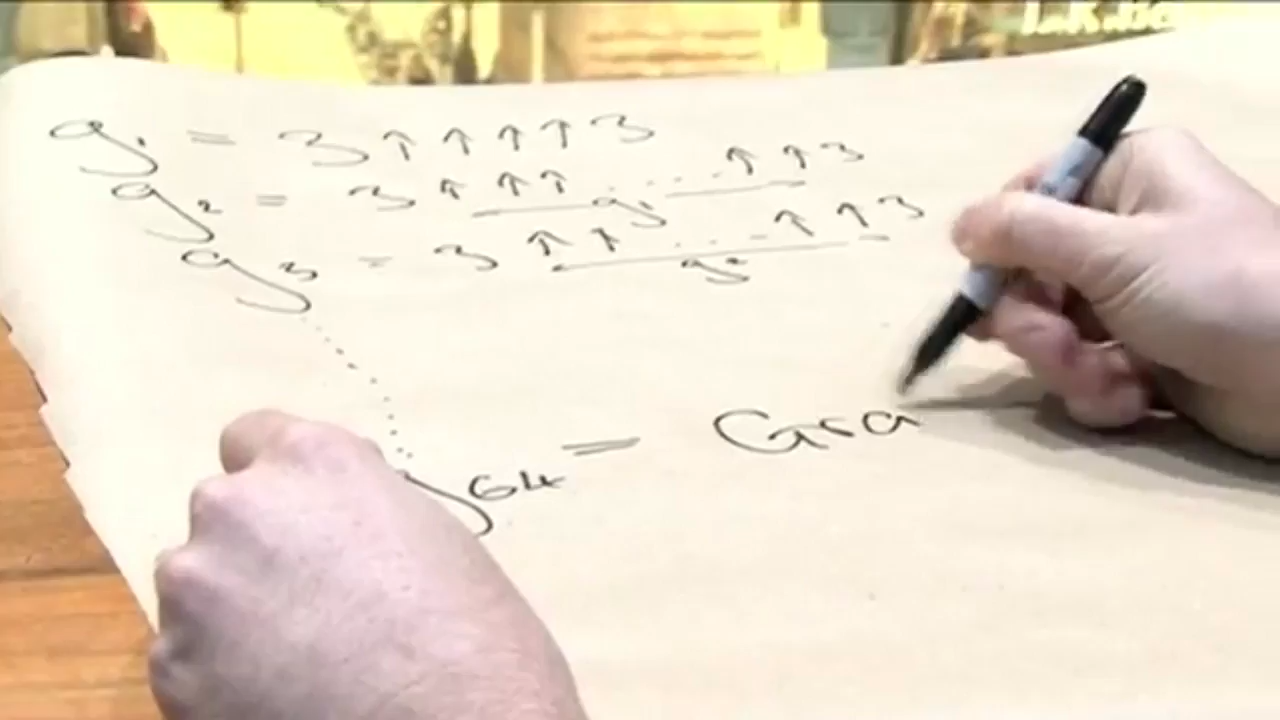 g1 = 3↑↑↑↑3
g2 = 3↑↑↑.....↑↑3
g1
g3 = 3↑↑.....↑↑3
g2
g64 = Gra